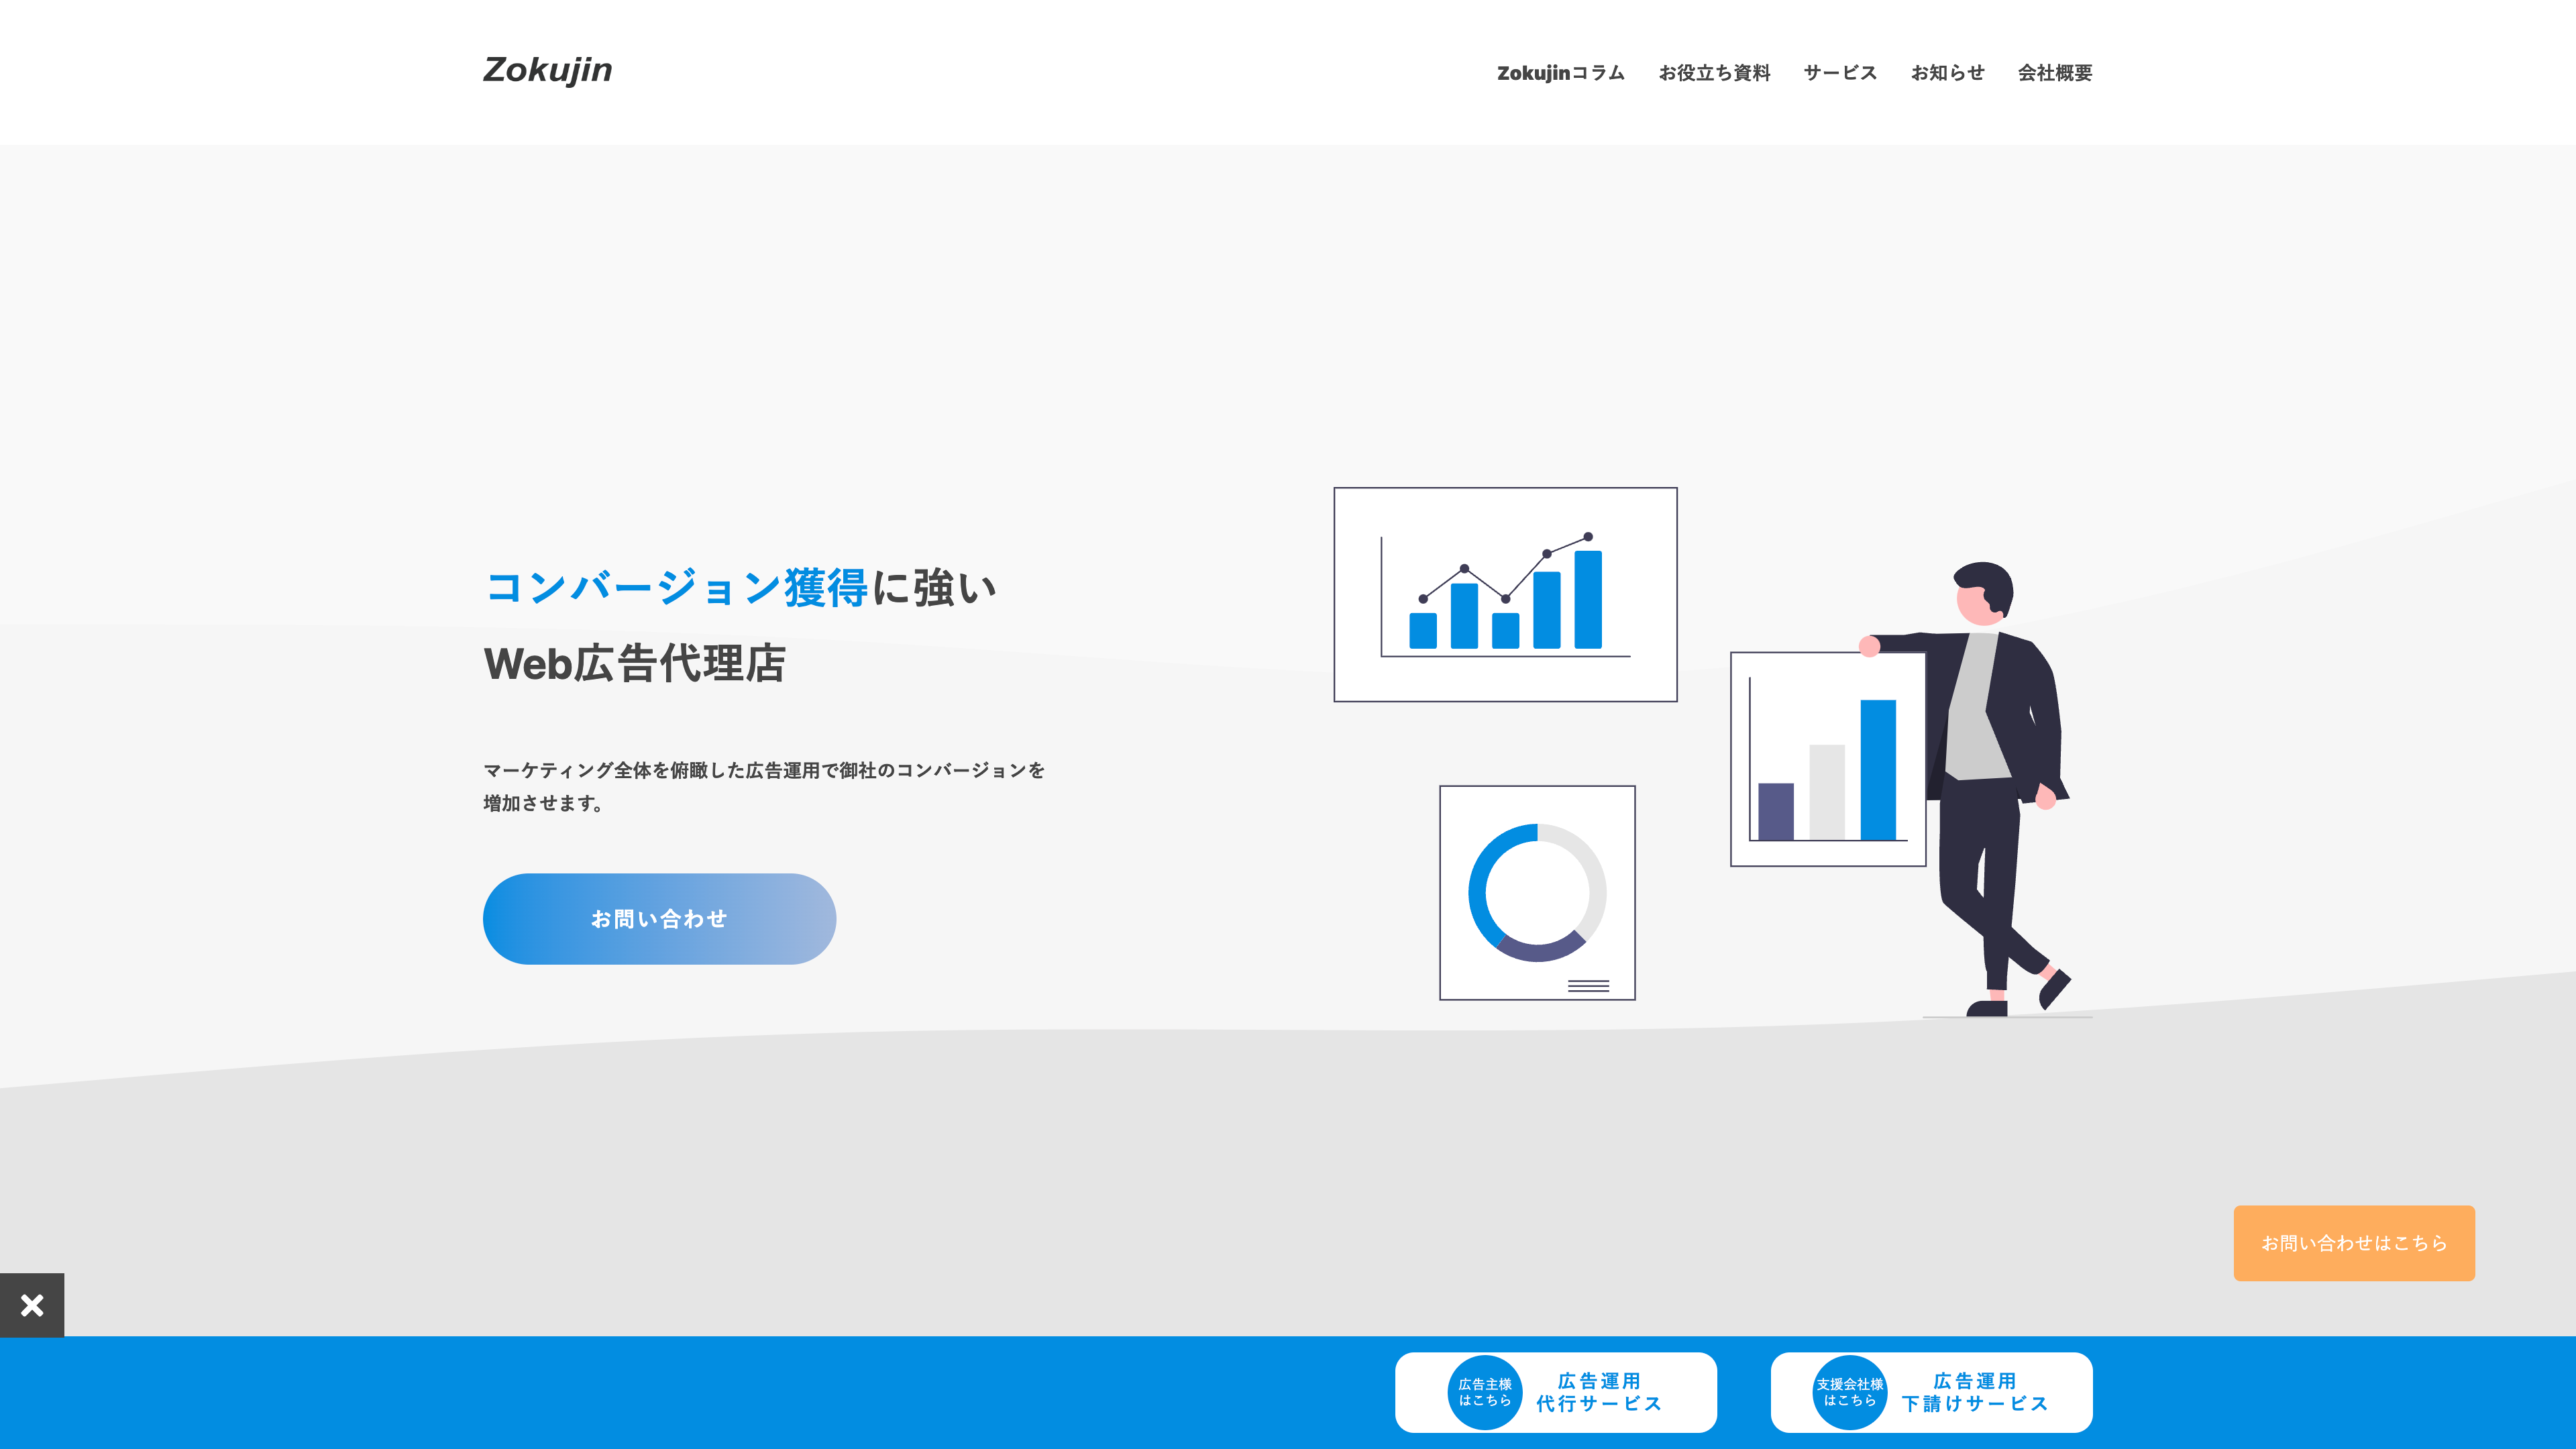 Zokujin
Zokujinコラム
お役立ち資料
サービス
お知らせ
会社概要
コンバージョン獲得に強い
Web広告代理店
マーケティング全体を俯瞰した広告運用で御社のコンバージョンを
増加させます。
お問い合わせ
お問い合わせはこちら
広告主様
はこちら
広告運用
代行サービス
支援会社様
はこちら
広告運用
下請けサービス